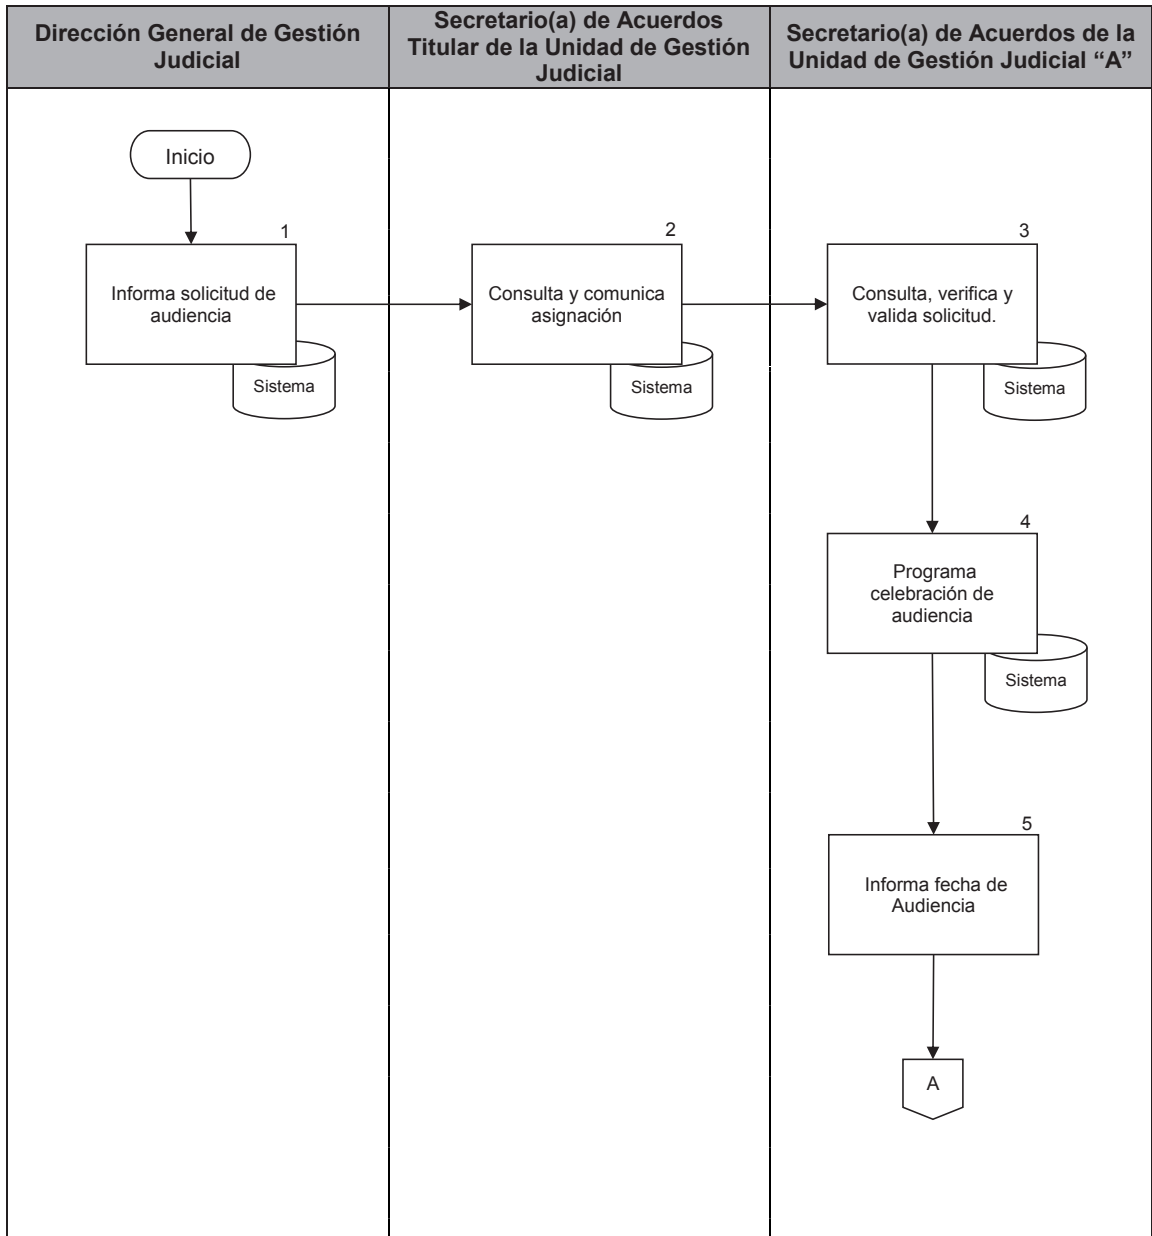 Dirección General de Gestión
Judicial
Secretario(a) de Acuerdos
Titular de la Unidad de Gestión
Judicial
Secretario(a) de Acuerdos de la
Unidad de Gestión Judicial “A”
Inicio
1
Informa solicitud de
audiencia
Sistema
2
Consulta y comunica
asignación
Sistema
3
Consulta, verifica y
valida solicitud.
Sistema
4
Programa
celebración de
audiencia
Sistema
5
Informa fecha de
Audiencia
A